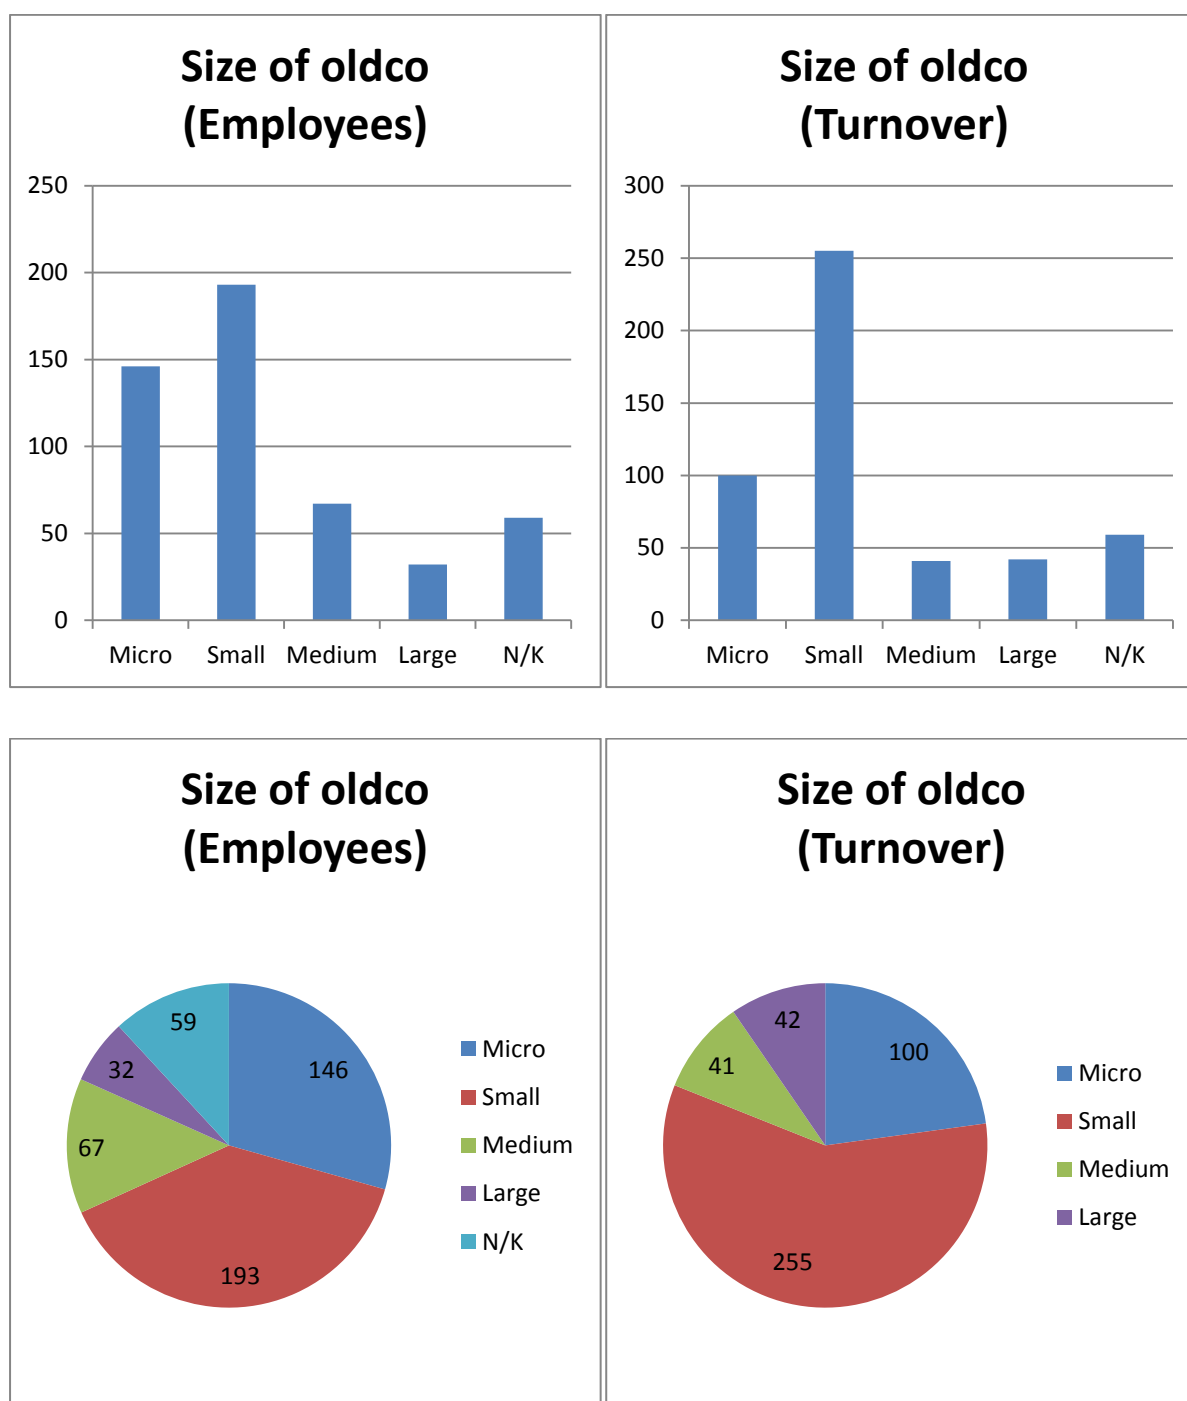 Size of oldco
(Employees)
250
200
150
100
50
0
Micro Small Medium Large N/K
Size of oldco
(Turnover)
300
250
200
150
100
50
0
Micro Small Medium Large N/K
Size of oldco
(Employees)
59
32
146
67
193
Micro
Small
Medium
Large
N/K
Size of oldco
(Turnover)
42
100
41
255
Micro
Small
Medium
Large